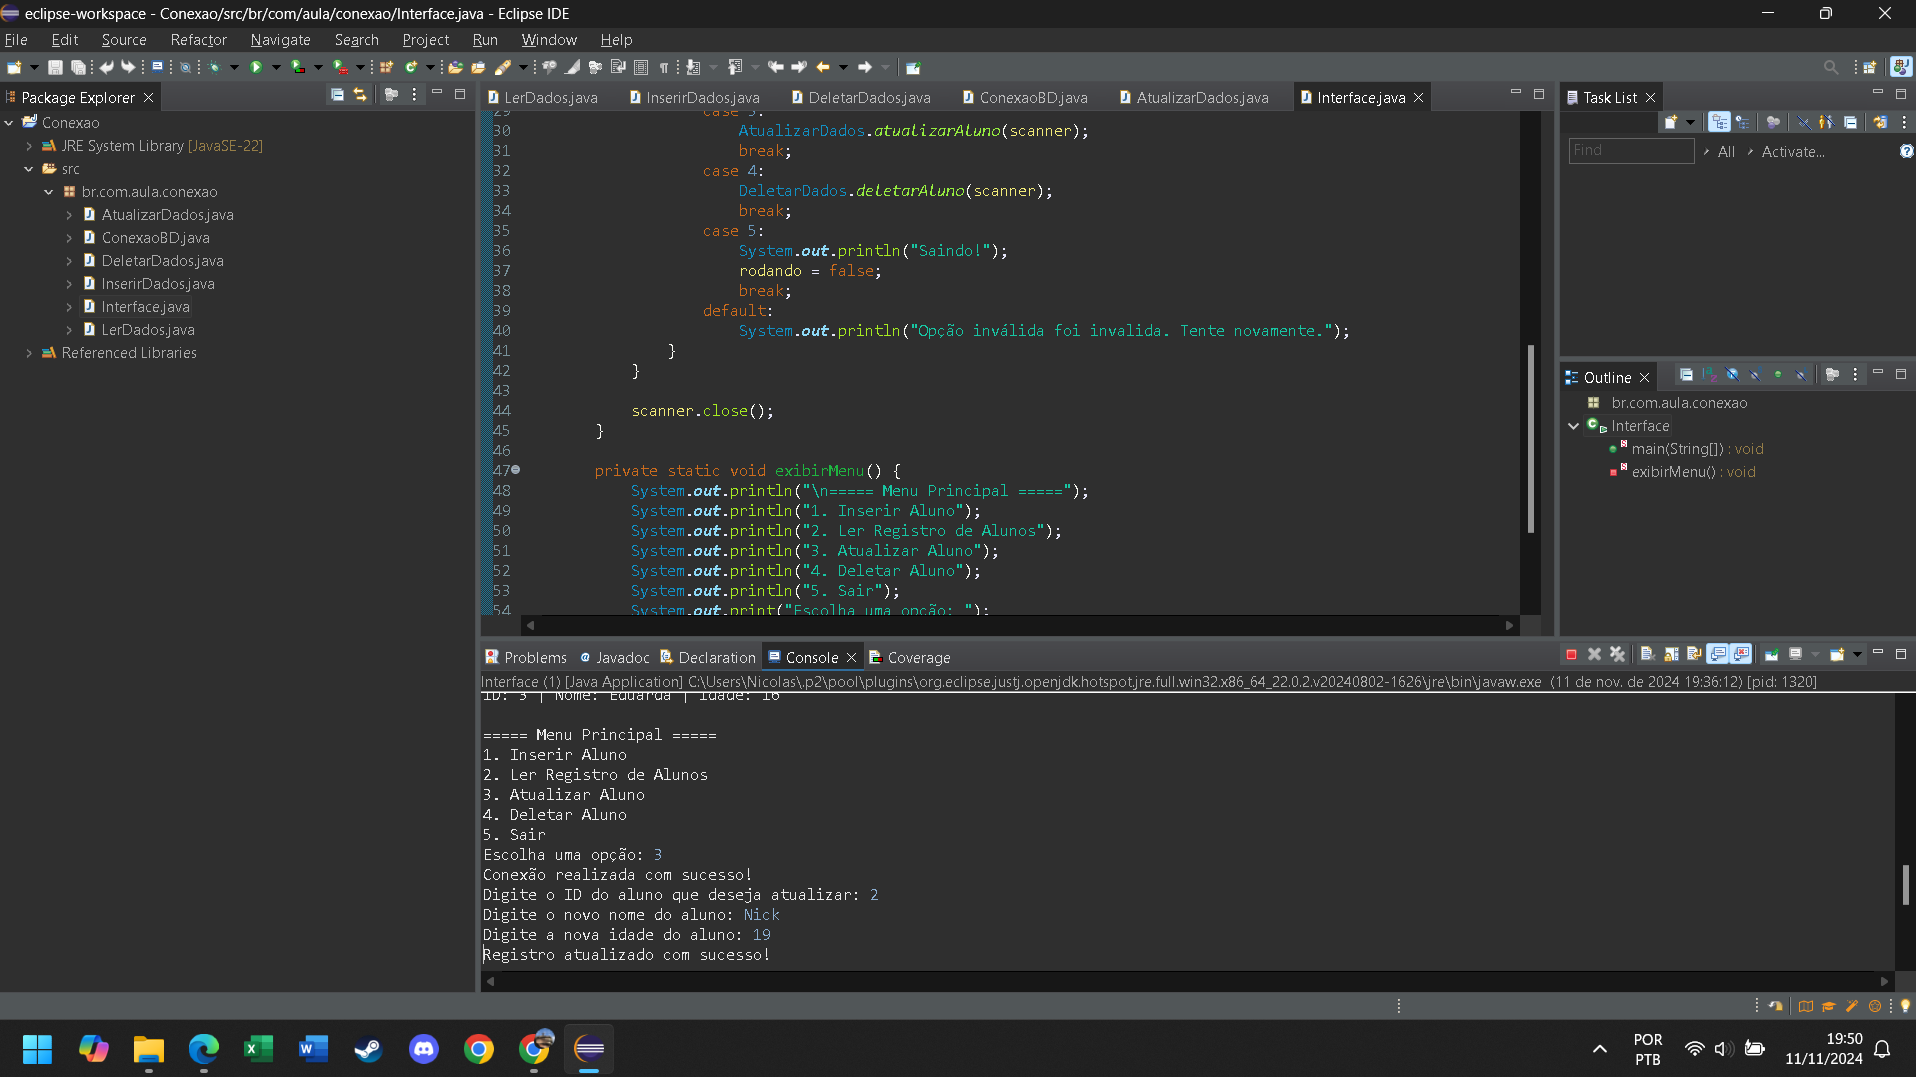 eclipse-workspace - Conexao/src/br/com/aula/conexao/Interface.java - Eclipse IDE
File Edit Source Refactor Navigate Search Project Run Window Help
Package Explorer
Conexao
JRE System Library [JavaSE-22]
src
br.com.aula.conexao
AtualizarDados.java
ConexaoBD.java
DeletarDados.java
InserirDados.java
Interface.java
LerDados.java
Referenced Libraries
LerDados.java InserirDados.java DeletarDados.java ConexaoBD.java AtualizarDados.java Interface.java
29 case 3:
30 AtualizarDados.atualizarAluno(scanner);
31 break;
32 case 4:
33 DeletarDados.deletarAluno(scanner);
34 break;
35 case 5:
36 System.out.println("Saindo!");
37 rodando = false;
38 break;
39 default:
40 System.out.println("Opção inválida foi invalida. Tente novamente.");
41 }
42 }
43
44 scanner.close();
45 }
46
47 private static void exibirMenu() {
48 System.out.println("\n===== Menu Principal =====");
49 System.out.println("1. Inserir Aluno");
50 System.out.println("2. Ler Registro de Alunos");
51 System.out.println("3. Atualizar Aluno");
52 System.out.println("4. Deletar Aluno");
53 System.out.println("5. Sair");
54 System.out.print("Escolha uma opção: ");
Task List
Find All Activate...
Outline
br.com.aula.conexao
Interface
main(String[]) : void
exibirMenu() : void
Problems Javadoc Declaration Console Coverage
Interface (1) [Java Application] C:\Users\Nicolas\.p2\pool\plugins\org.eclipse.justj.openjdk.hotspot.jre.full.win32.x86_64_22.0.2.v20240802-1626\jre\bin\javaw.exe (11 de nov. de 2024 19:36:12) [pid: 1320]
ID: 3 | Nome: Eduarda | Idade: 16
===== Menu Principal =====
1. Inserir Aluno
2. Ler Registro de Alunos
3. Atualizar Aluno
4. Deletar Aluno
5. Sair
Escolha uma opção: 3
Conexão realizada com sucesso!
Digite o ID do aluno que deseja atualizar: 2
Digite o novo nome do aluno: Nick
Digite a nova idade do aluno: 19
Registro atualizado com sucesso!
POR
PTB
19:50
11/11/2024